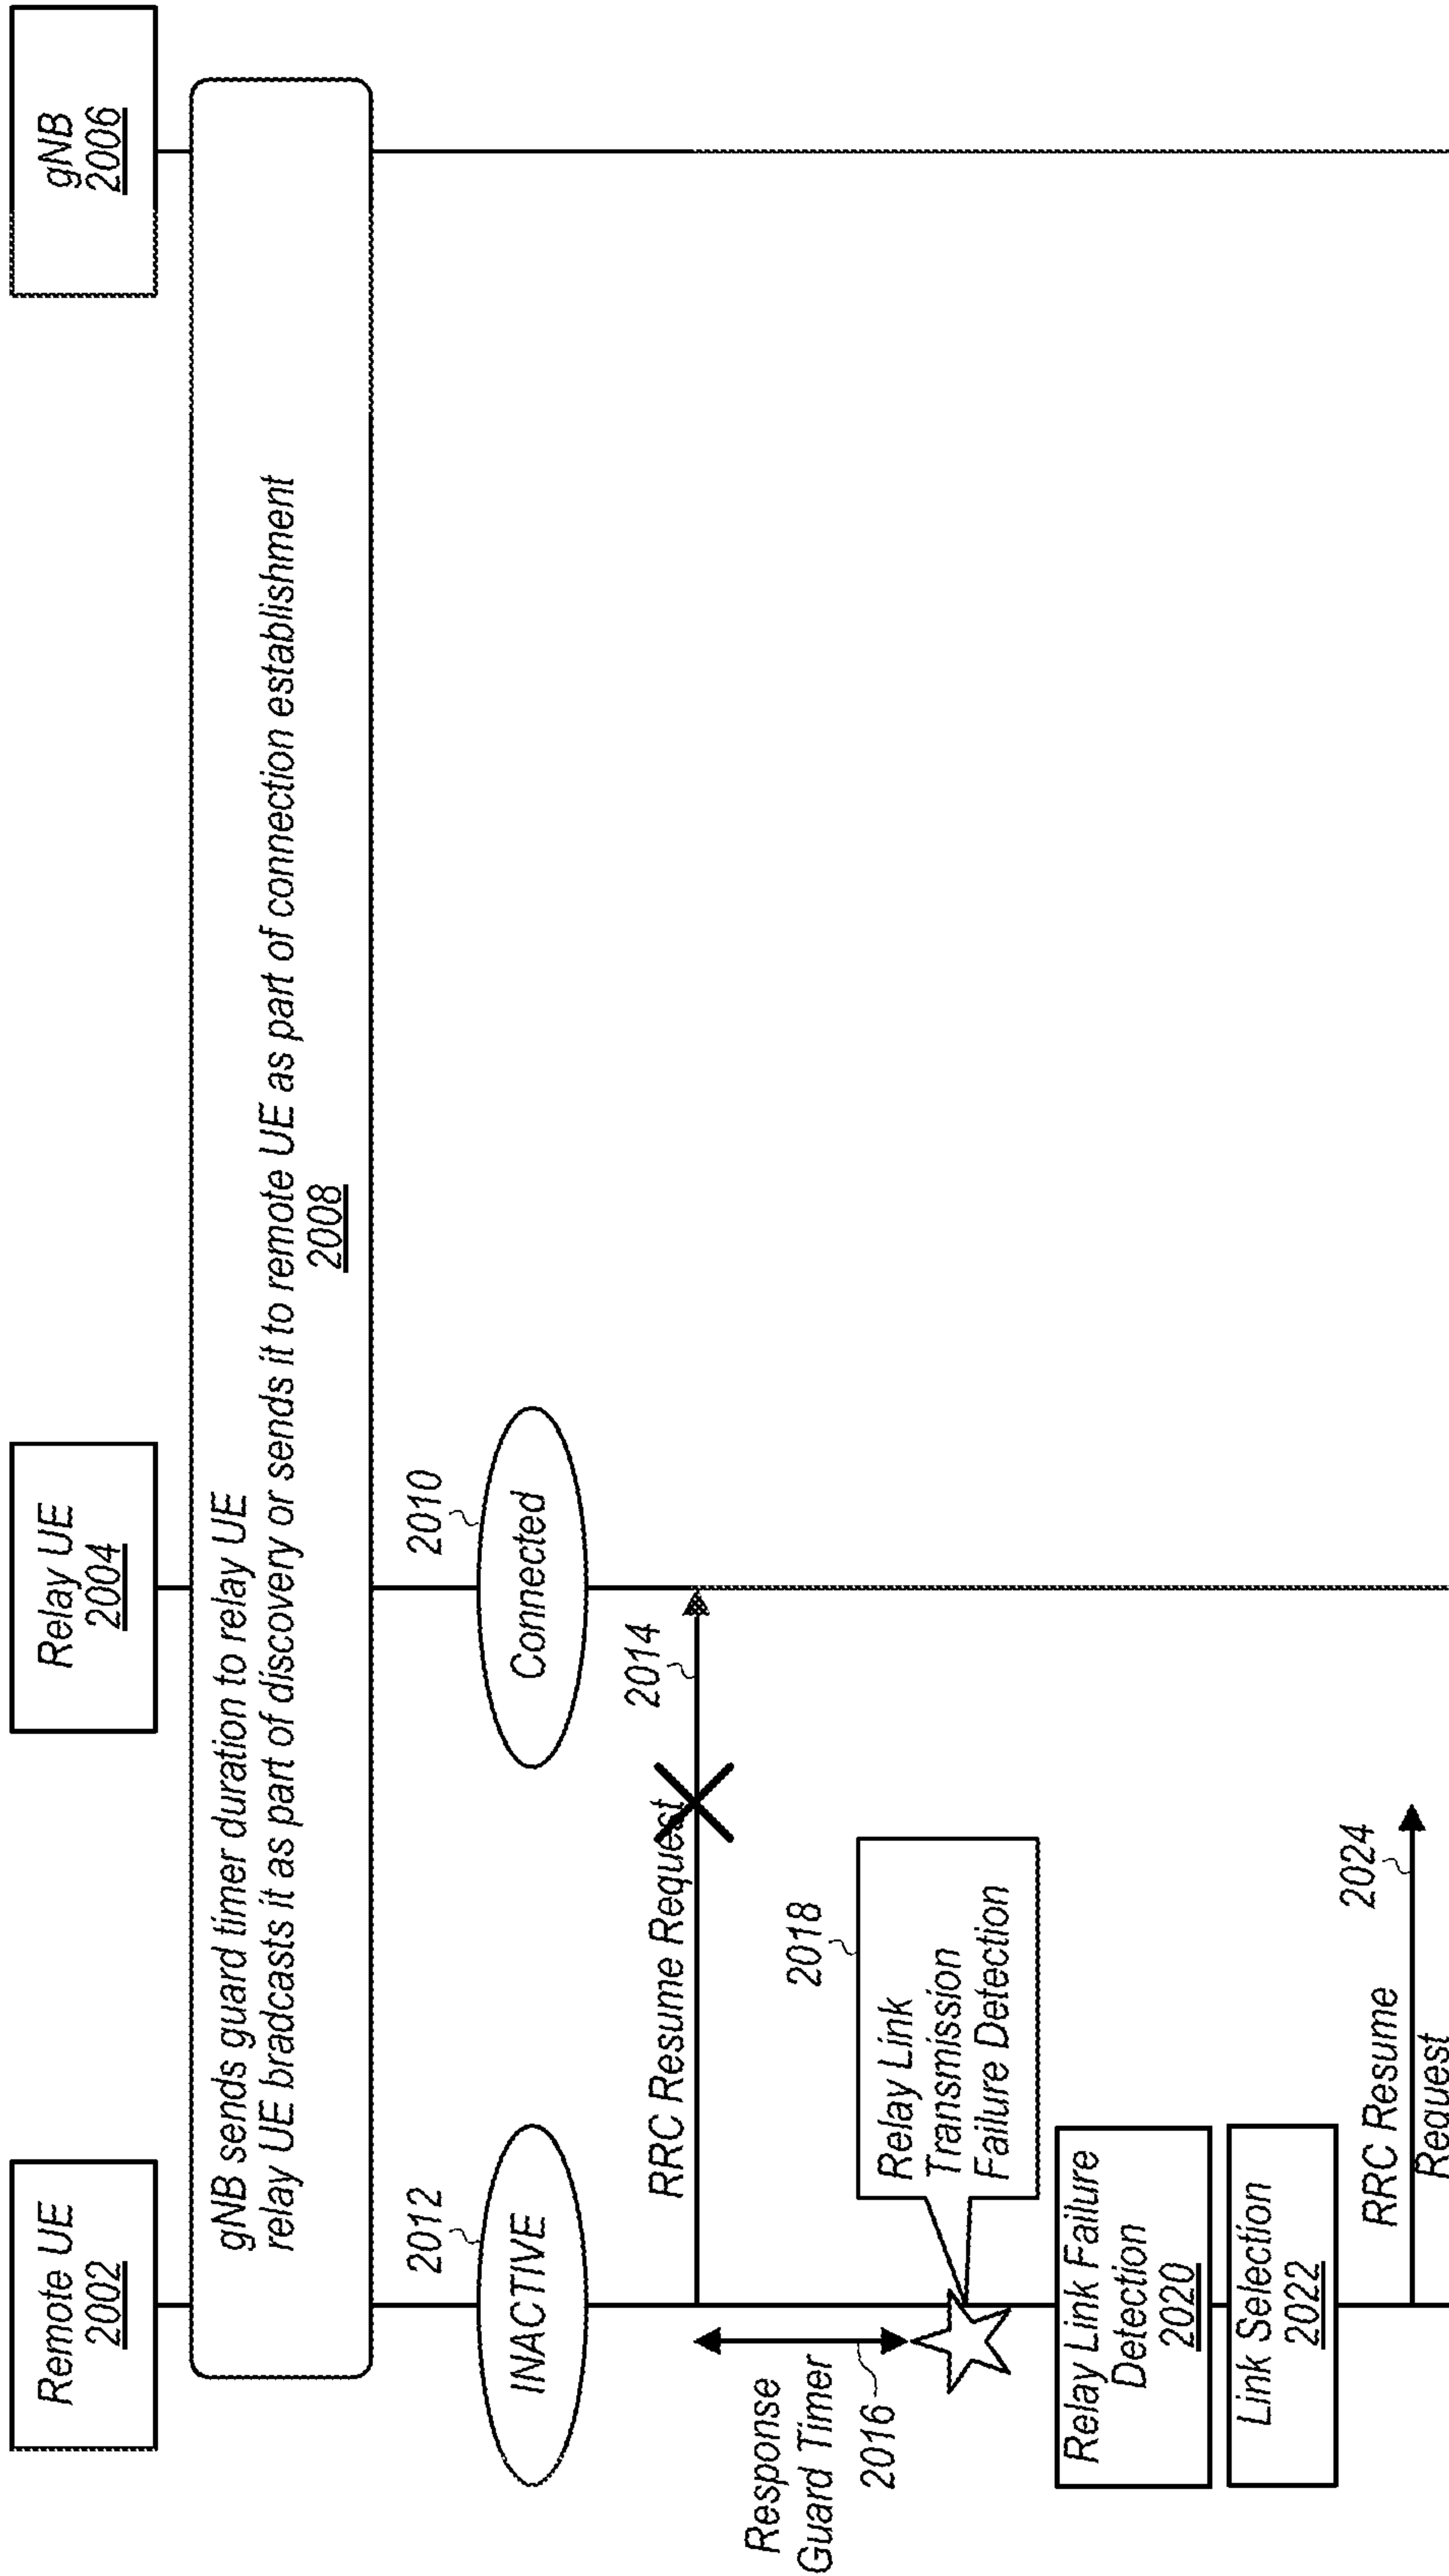 Remote UE
2002
Relay UE
2004
gNB
2006
gNB sends guard timer duration to relay UE
relay UE bradcasts it as part of discovery or sends it to remote UE as part of connection establishment
2008
2012
INACTIVE
2010
Connected
RRC Resume Request
2014
Response
Guard Timer
2016
2018
Relay Link
Transmission
Failure Detection
Relay Link Failure
Detection
2020
Link Selection
2022
RRC Resume
Request
2024